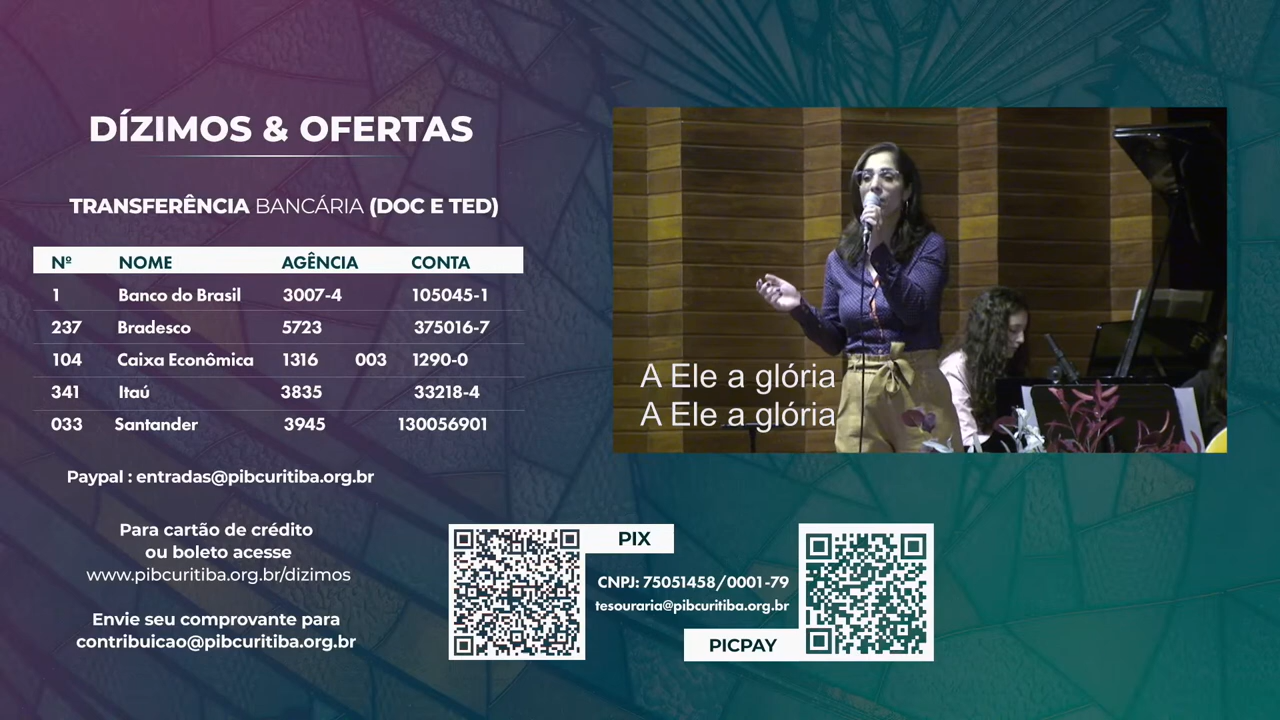 DÍZIMOS & OFERTAS
TRANSFERÊNCIA BANCÁRIA (DOC E TED)
Nº NOME AGÊNCIA CONTA
1 Banco do Brasil 3007-4 105045-1
237 Bradesco 5723 375016-7
104 Caixa Econômica 1316 003 1290-0
341 Itaú 3835 33218-4
033 Santander 3945 130056901
Paypal : entradas@pibcuritiba.org.br
Para cartão de crédito
ou boleto acesse
www.pibcuritiba.org.br/dizimos
Envie seu comprovante para
contribuicao@pibcuritiba.org.br
A Ele a glória
A Ele a glória
PIX
CNPJ: 75051458/0001-79
tesouraria@pibcuritiba.org.br
PICPAY